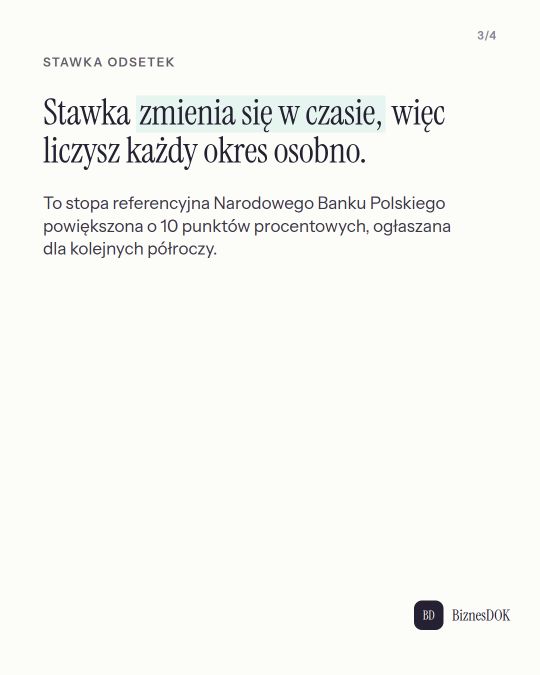 3/4
STAWKA ODSETEK
Stawka zmienia się w czasie, więc
liczysz każdy okres osobno.
To stopa referencyjna Narodowego Banku Polskiego
powiększona o 10 punktów procentowych, ogłaszana
dla kolejnych półroczy.
BD BiznesDOK